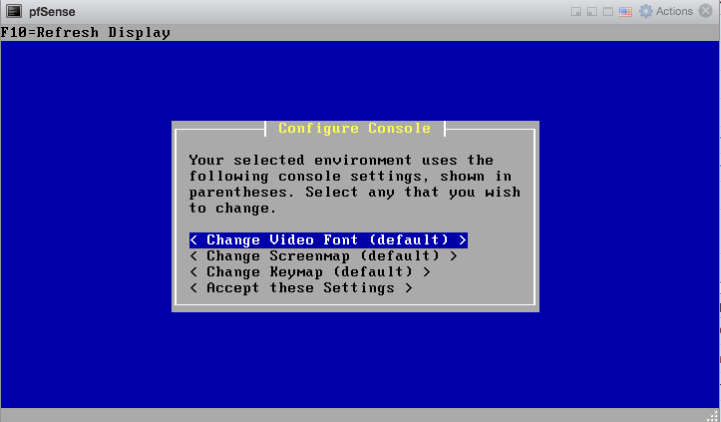 pfSense
Actions
F10=Refresh Display
Configure Console
Your selected environment uses the
following console settings, shown in
parentheses. Select any that you wish
to change.
< Change Video Font (default) >
< Change Screenmap (default) >
< Change Keymap (default) >
< Accept these Settings >